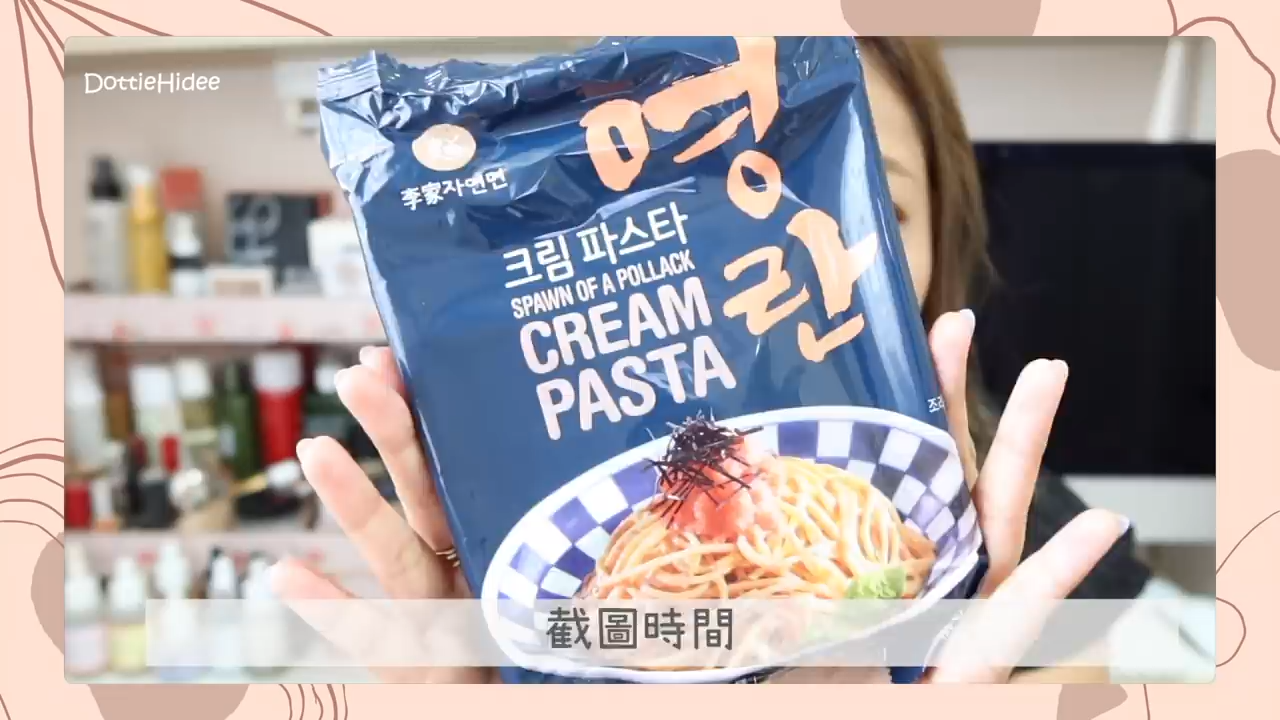 DottieHidee
李家자연면
명란
크림 파스타
SPAWN OF A POLLACK
CREAM
PASTA
截圖時間